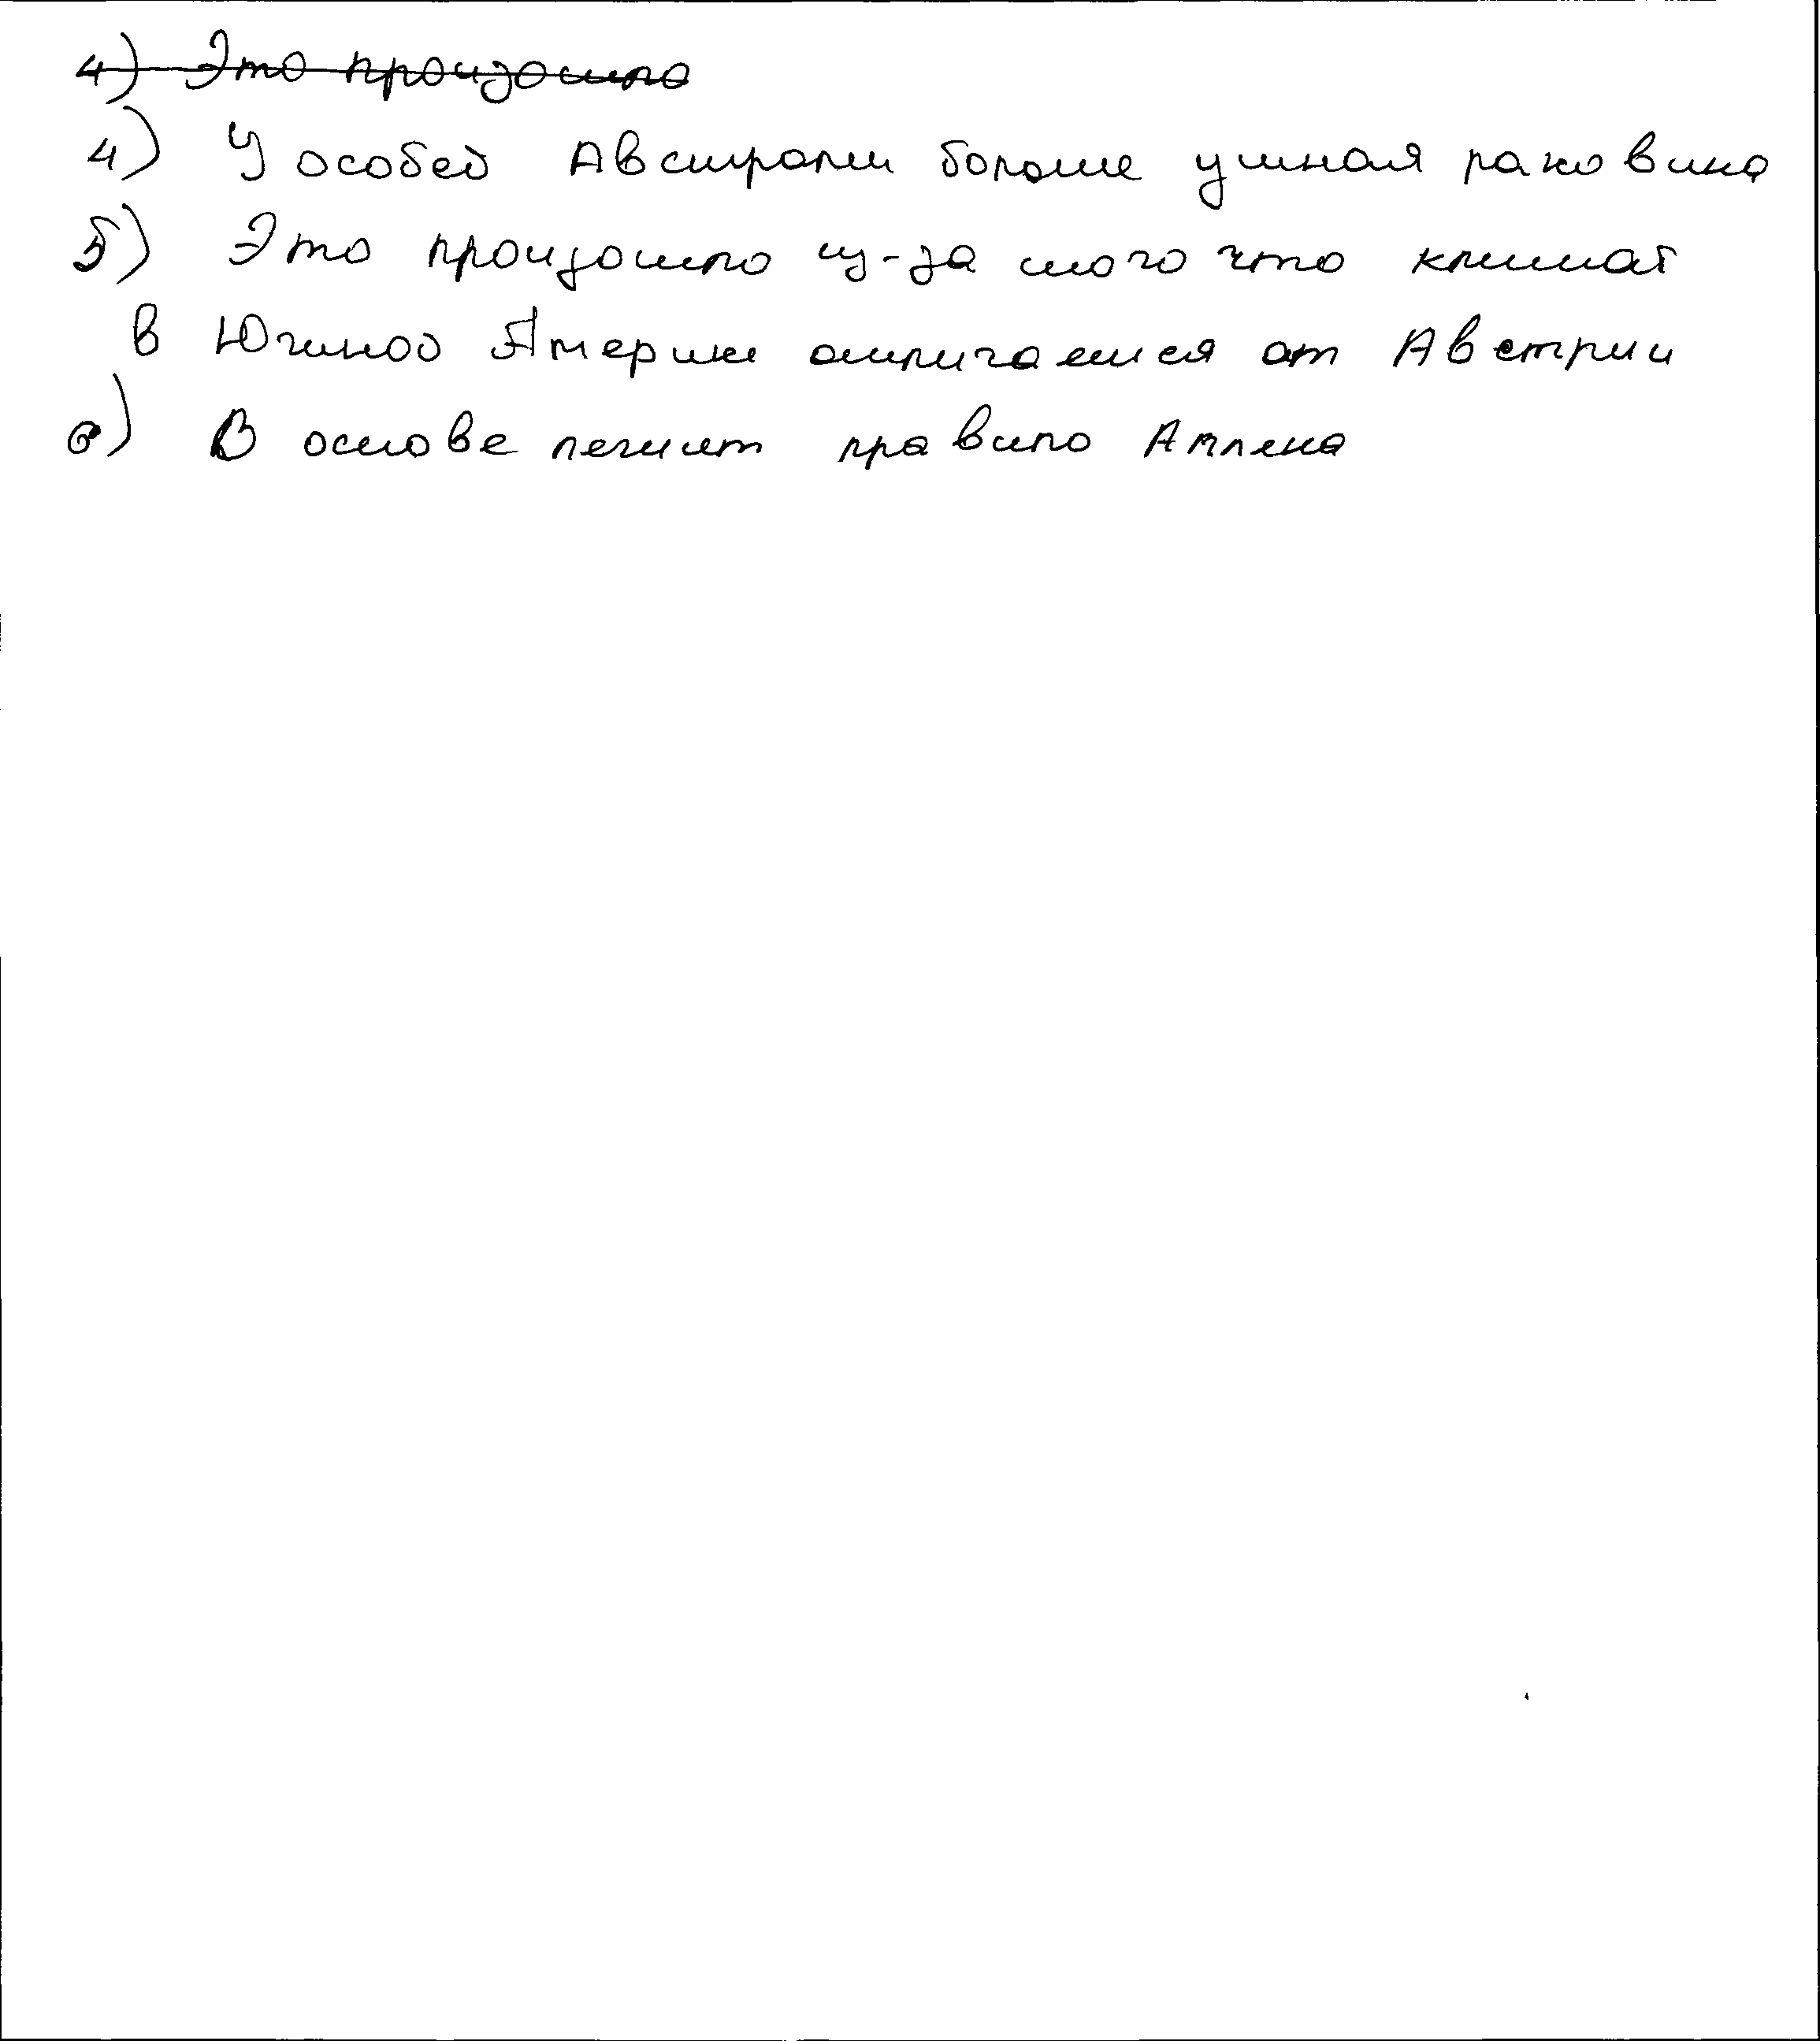 4) Это произошло
4) У особей Австралии больше ушная раковина
5) Это произошло из-за того что климат
в Южной Америке отличается от Австрии
6) В основе лежит правило Аллена